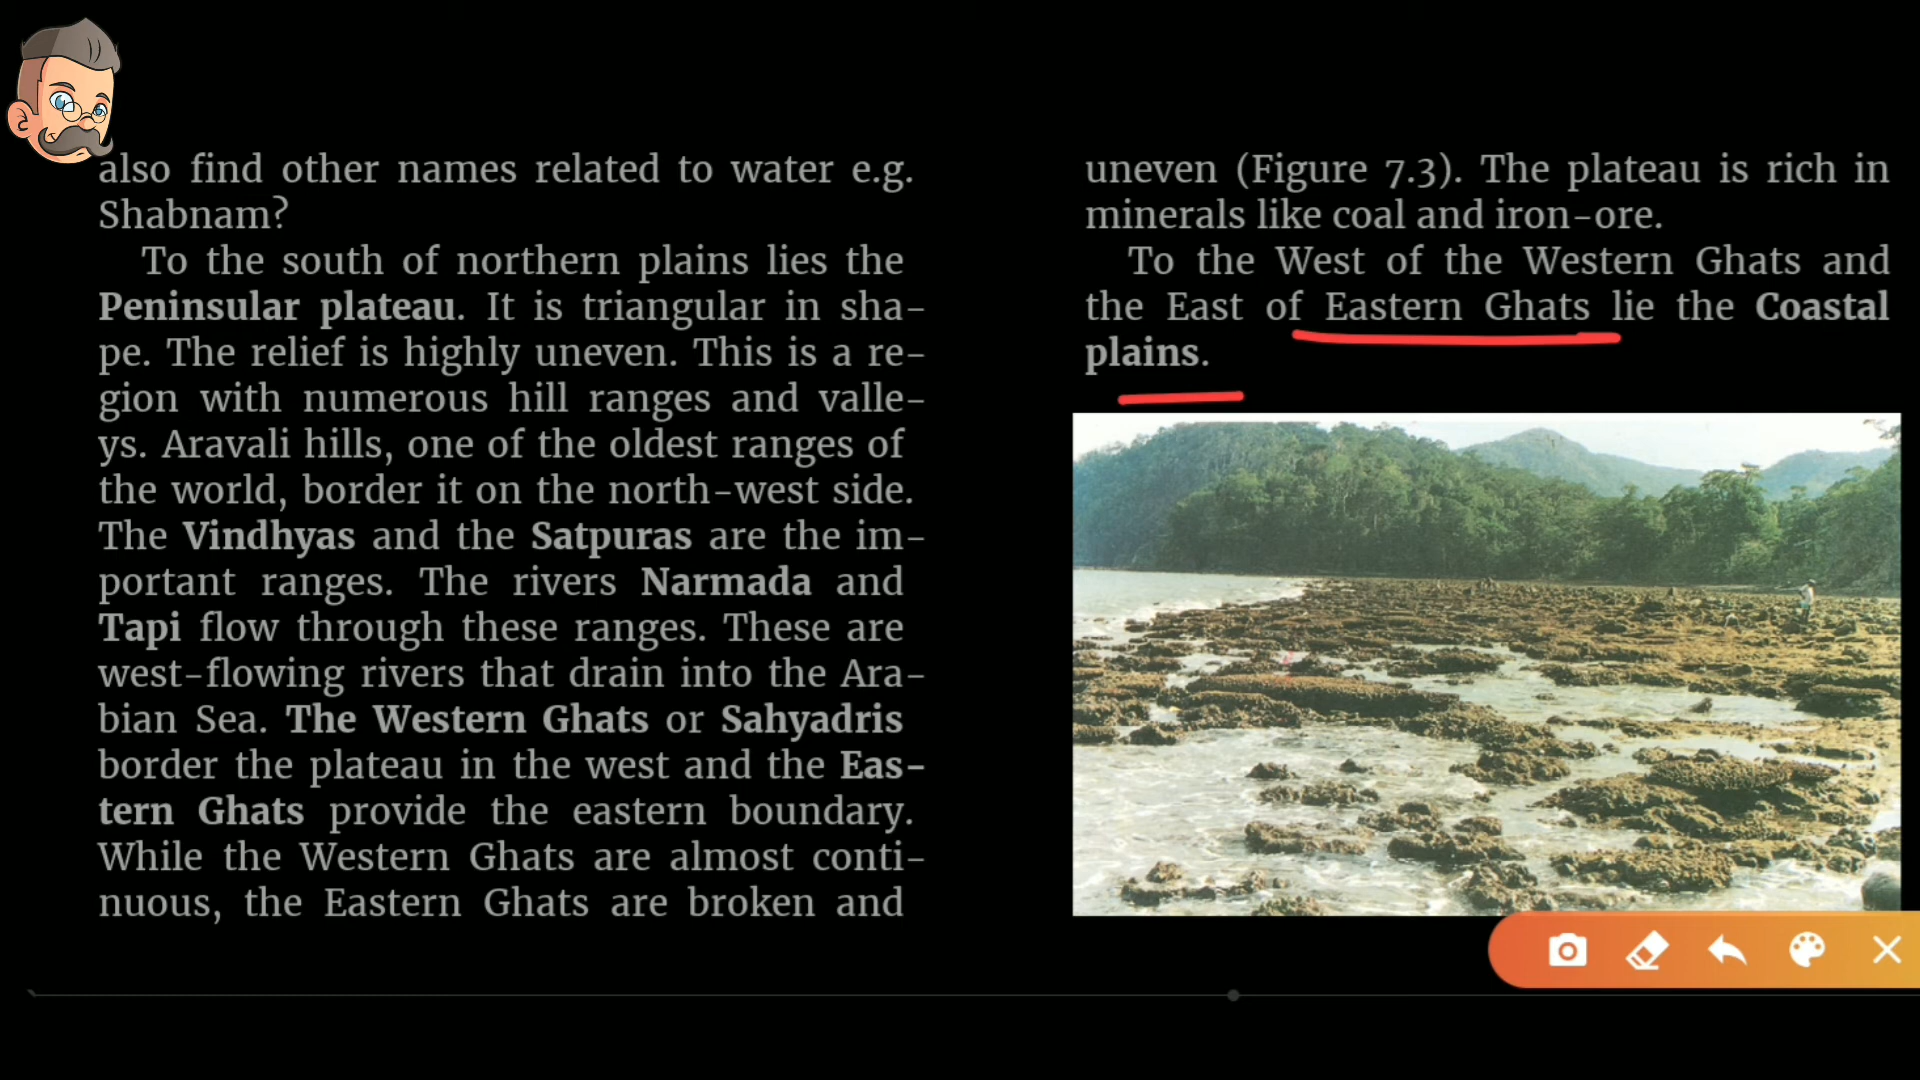 also find other names related to water e.g.
Shabnam?
To the south of northern plains lies the
Peninsular plateau. It is triangular in sha-
pe. The relief is highly uneven. This is a re-
gion with numerous hill ranges and valle-
ys. Aravali hills, one of the oldest ranges of
the world, border it on the north-west side.
The Vindhyas and the Satpuras are the im-
portant ranges. The rivers Narmada and
Tapi flow through these ranges. These are
west-flowing rivers that drain into the Ara-
bian Sea. The Western Ghats or Sahyadris
border the plateau in the west and the Eas-
tern Ghats provide the eastern boundary.
While the Western Ghats are almost conti-
nuous, the Eastern Ghats are broken and
uneven (Figure 7.3). The plateau is rich in
minerals like coal and iron-ore.
To the West of the Western Ghats and
the East of Eastern Ghats lie the Coastal
plains.